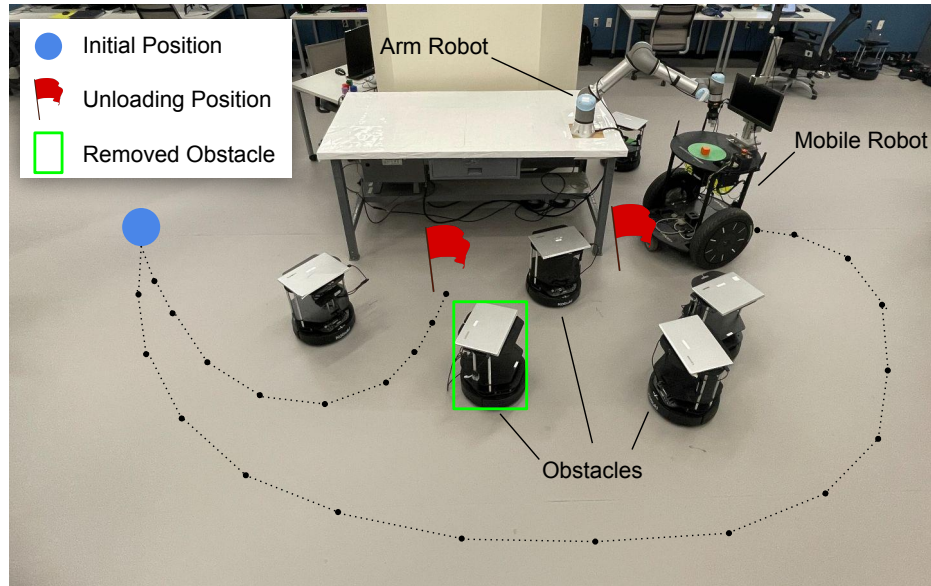 Initial Position
Unloading Position
Removed Obstacle
Arm Robot
Mobile Robot
Obstacles